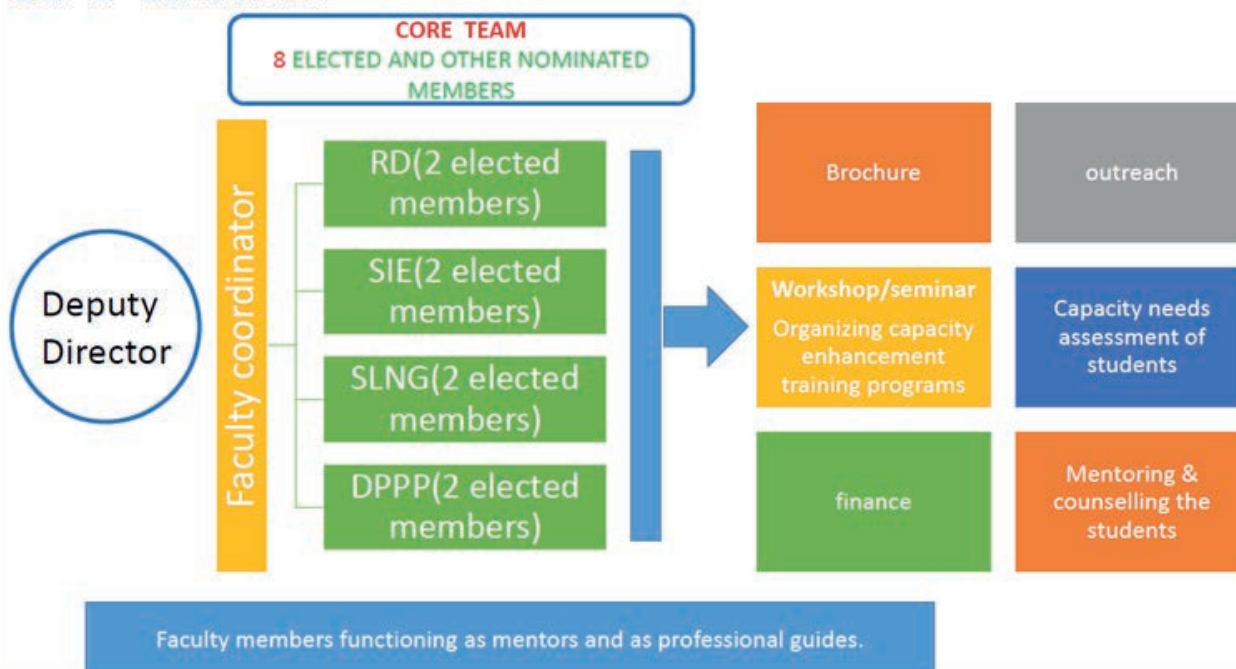 CORE TEAM
8 ELECTED AND OTHER NOMINATED
MEMBERS
Deputy
Director
Faculty coordinator
RD(2 elected
members)
SIE(2 elected
members)
SLNG(2 elected
members)
DPPP(2 elected
members)
Brochure
outreach
Workshop/seminar
Organizing capacity
enhancement
training programs
Capacity needs
assessment of
students
finance
Mentoring &
counselling the
students
Faculty members functioning as mentors and as professional guides.